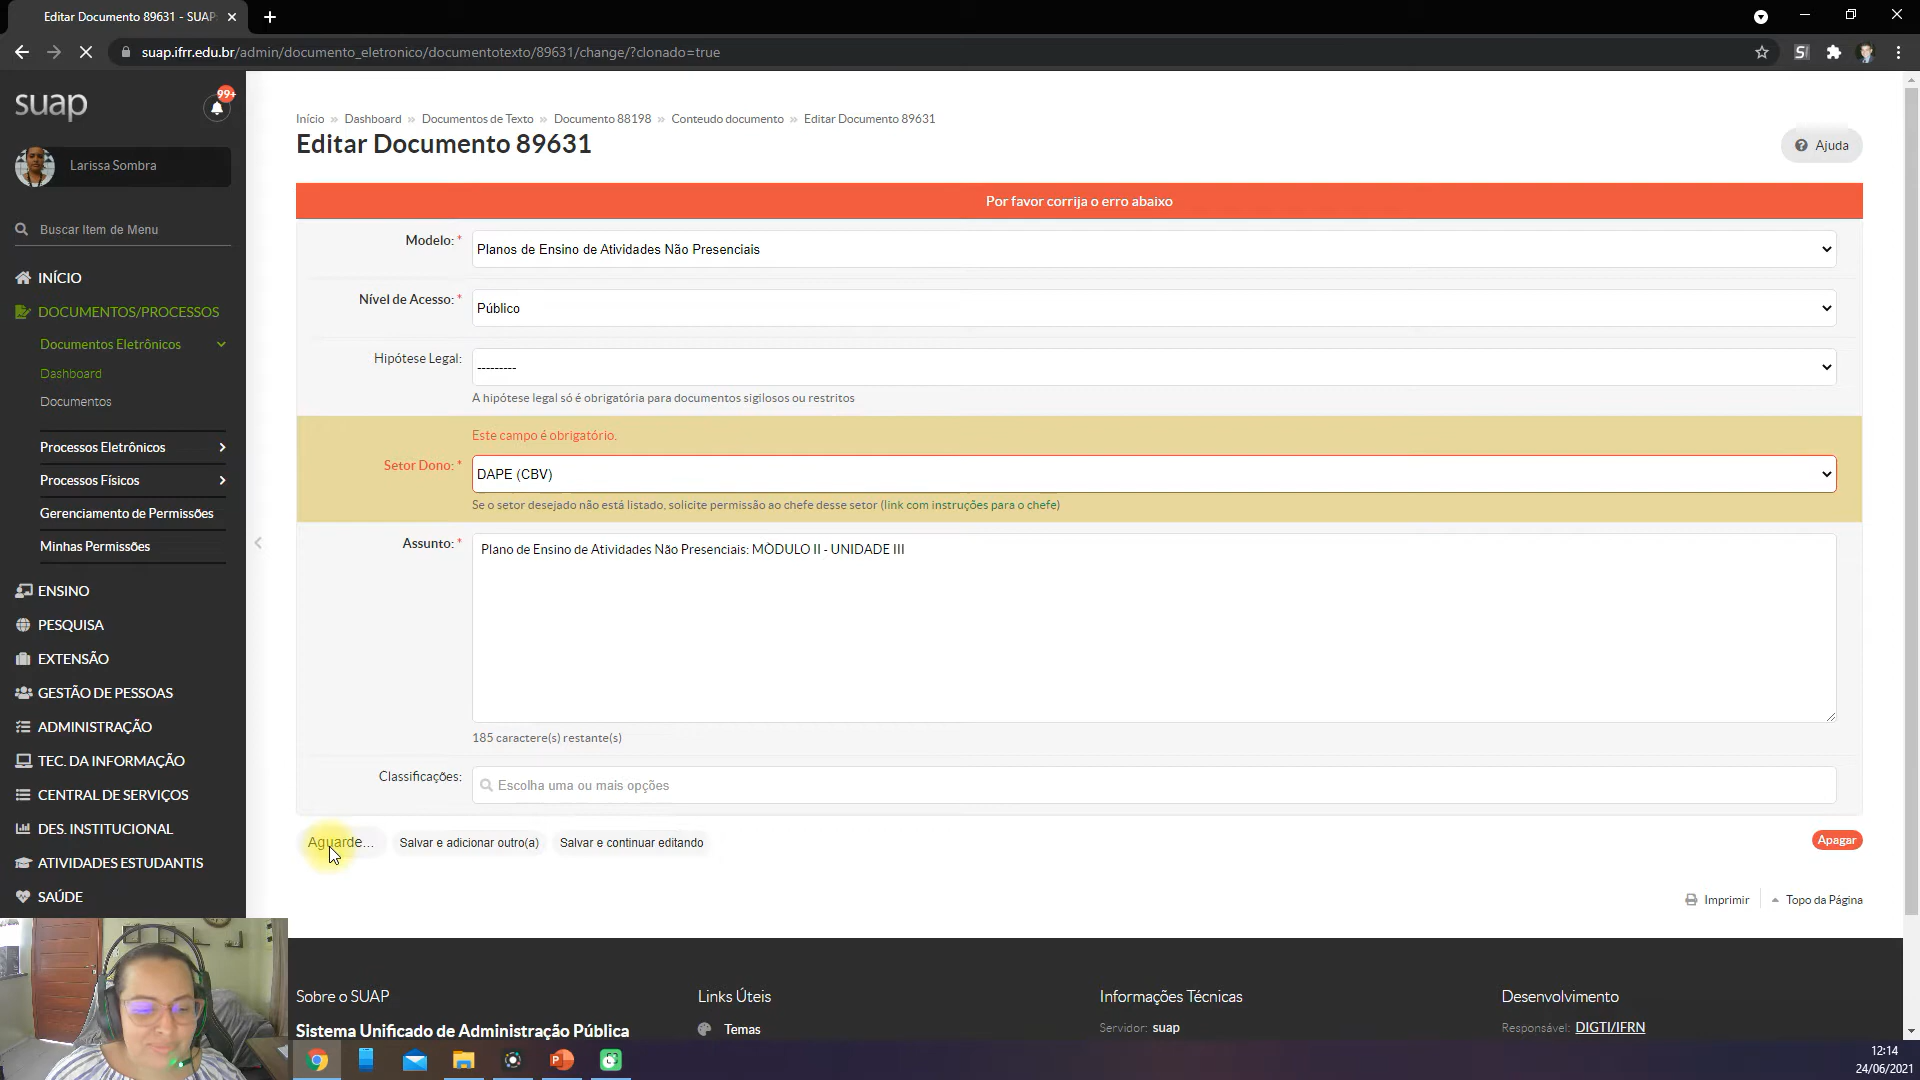 Editar Documento 89631 - SUAP
suap.ifrr.edu.br/admin/documento_eletronico/documentotexto/89631/change/?clonado=true
suap
99+
Larissa Sombra
Buscar Item de Menu
INÍCIO
DOCUMENTOS/PROCESSOS
Documentos Eletrônicos
Dashboard
Documentos
Processos Eletrônicos
Processos Físicos
Gerenciamento de Permissões
Minhas Permissões
ENSINO
PESQUISA
EXTENSÃO
GESTÃO DE PESSOAS
ADMINISTRAÇÃO
TEC. DA INFORMAÇÃO
CENTRAL DE SERVIÇOS
DES. INSTITUCIONAL
ATIVIDADES ESTUDANTIS
SAÚDE
Início » Dashboard » Documentos de Texto » Documento 88198 » Conteudo documento » Editar Documento 89631
Editar Documento 89631
Ajuda
Por favor corrija o erro abaixo
Modelo: * Planos de Ensino de Atividades Não Presenciais
Nível de Acesso: * Público
Hipótese Legal: ---------
A hipótese legal só é obrigatória para documentos sigilosos ou restritos
Este campo é obrigatório.
Setor Dono: * DAPE (CBV)
Se o setor desejado não está listado, solicite permissão ao chefe desse setor (link com instruções para o chefe)
Assunto: * Plano de Ensino de Atividades Não Presenciais: MÓDULO II - UNIDADE III
185 caractere(s) restante(s)
Classificações: Escolha uma ou mais opções
Aguarde... Salvar e adicionar outro(a) Salvar e continuar editando Apagar
Imprimir Topo da Página
Sobre o SUAP
Sistema Unificado de Administração Pública
Links Úteis
Temas
Informações Técnicas
Servidor: suap
Desenvolvimento
Responsável: DIGTI/IFRN
12:14
24/06/2021